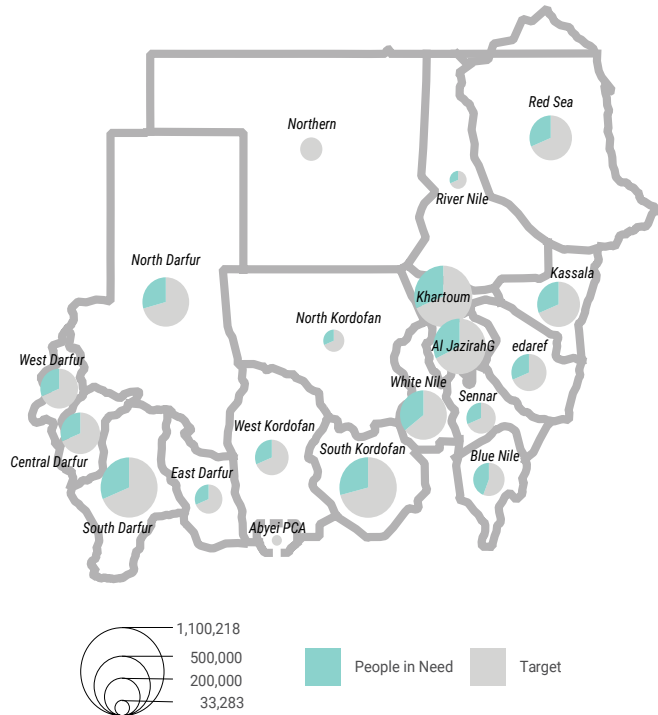 Red Sea
Northern
River Nile
North Darfur
Kassala
Khartoum
North Kordofan
Al JazirahG
edaref
West Darfur
White Nile
Sennar
West Kordofan
South Kordofan
Central Darfur
Blue Nile
East Darfur
South Darfur
Abyei PCA
1,100,218
500,000
200,000
33,283
People in Need
Target